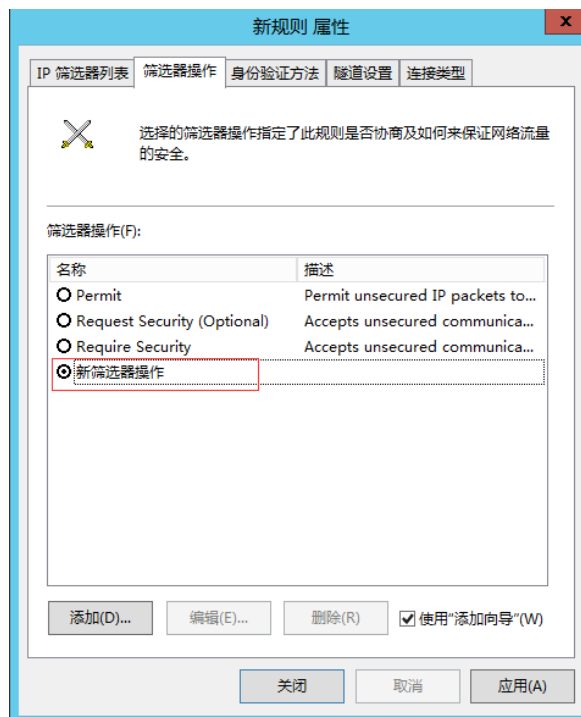 新规则 属性
x
IP 筛选器列表 筛选器操作 身份验证方法 隧道设置 连接类型
选择的筛选器操作指定了此规则是否协商及如何来保证网络流量
的安全。
筛选器操作(F):
名称 描述
Permit Permit unsecured IP packets to...
Request Security (Optional) Accepts unsecured communica...
Require Security Accepts unsecured communica...
新筛选器操作
添加(D)... 编辑(E)... 删除(R) 使用"添加向导"(W)
关闭 取消 应用(A)